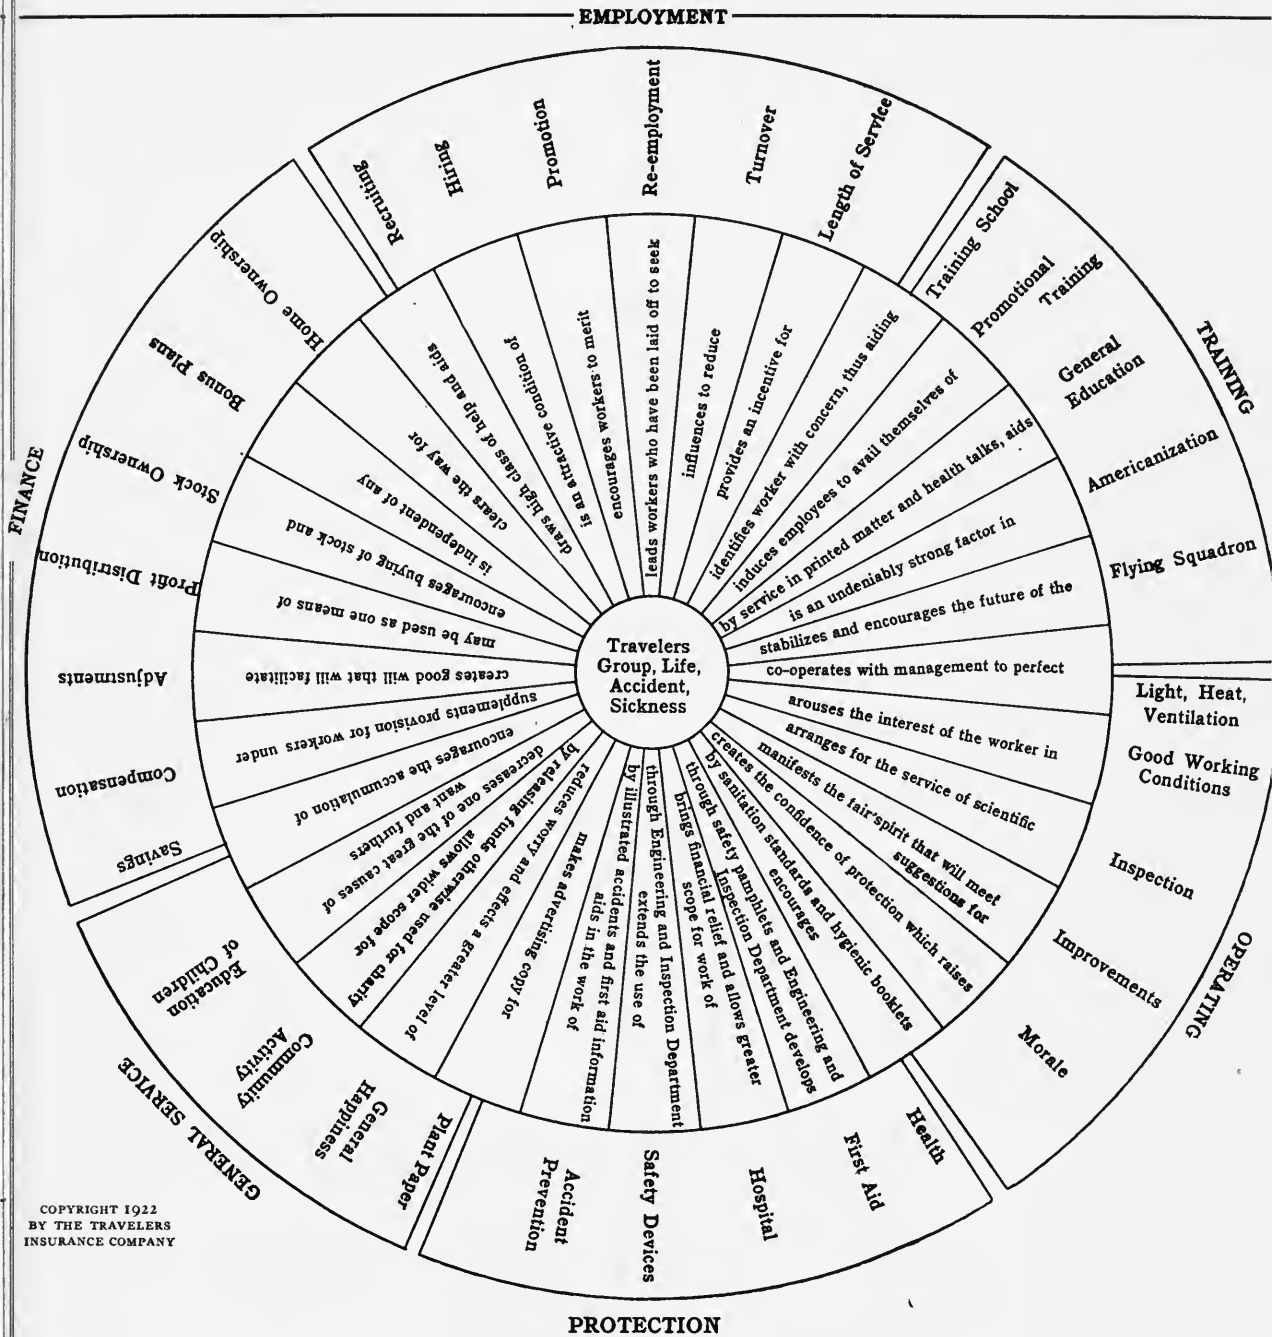 EMPLOYMENT
Recruiting
Hiring
Promotion
Re-employment
Turnover
Length of Service
draws high class of help and aids
is an attractive condition of
encourages workers to merit
leads workers who have been laid off to seek
influences to reduce
provides an incentive for
TRAINING
Training School
Promotional
Training
General
Education
Americanization
Flying Squadron
identifies worker with concern, thus aiding
induces employees to avail themselves of
by service in printed matter and health talks, aids
is an undeniably strong factor in
stabilizes and encourages the future of the
OPERATING
Light, Heat,
Ventilation
Good Working
Conditions
Inspection
Improvements
Morale
co-operates with management to perfect
arouses the interest of the worker in
arranges for the service of scientific
manifests the fair spirit that will meet
suggestions for
creates the confidence of protection which raises
PROTECTION
Health
First Aid
Hospital
Safety Devices
Accident
Prevention
by sanitation standards and hygienic booklets
encourages
through safety pamphlets and Engineering and
Inspection Department develops
brings financial relief and allows greater
scope for work of
through Engineering and Inspection Department
extends the use of
by illustrated accidents and first aid information
aids in the work of
GENERAL SERVICE
Plant Paper
General
Happiness
Community
Activity
Education
of Children
makes advertising copy for
reduces worry and effects a greater level of
by releasing funds otherwise used for charity
allows wider scope for
decreases one of the great causes of
want and furthers
FINANCE
Savings
Compensation
Adjustments
Profit Distribution
Stock Ownership
Bonus Plans
Home Ownership
encourages the accumulation of
supplements provision for workers under
creates good will that will facilitate
may be used as one means of
encourages buying of stock and
is independent of any
clears the way for
Travelers
Group, Life,
Accident,
Sickness
COPYRIGHT 1922
BY THE TRAVELERS
INSURANCE COMPANY